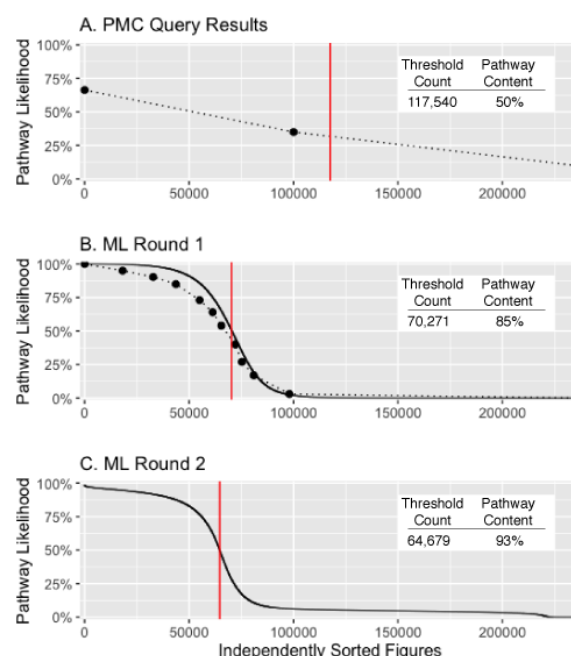 A. PMC Query Results
Pathway Likelihood
100%
75%
50%
25%
0%
Threshold Count Pathway Content
117,540 50%
0 50000 100000 150000 200000
B. ML Round 1
Pathway Likelihood
100%
75%
50%
25%
0%
Threshold Count Pathway Content
70,271 85%
0 50000 100000 150000 200000
C. ML Round 2
Pathway Likelihood
100%
75%
50%
25%
0%
Threshold Count Pathway Content
64,679 93%
0 50000 100000 150000 200000
Independently Sorted Figures